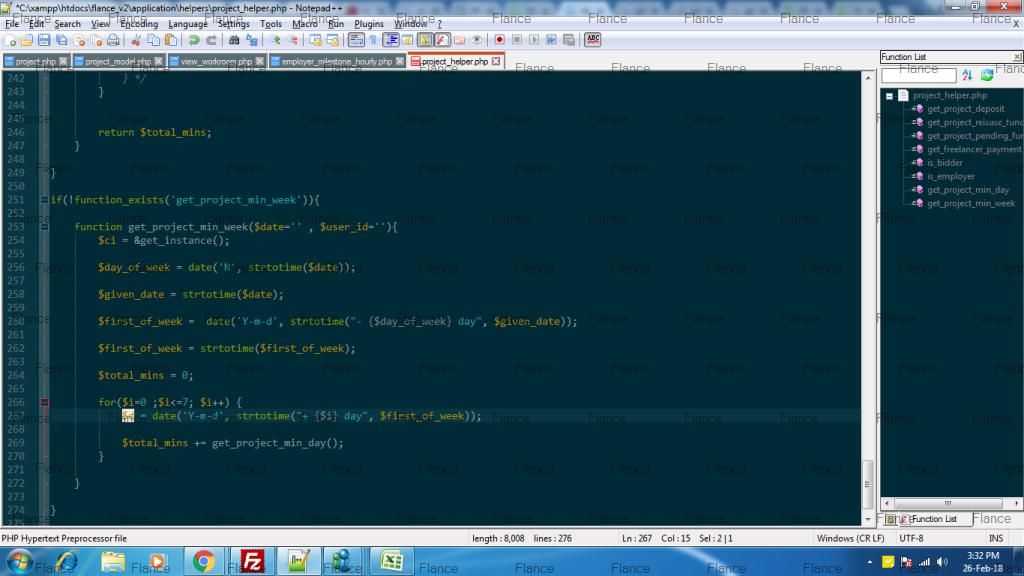 *C:\xampp\htdocs\flance_v2\application\helpers\project_helper.php - Notepad++
File Edit Search View Encoding Language Settings Tools Macro Run Plugins Window ? X
project.php project_model.php view_workroom.php employer_milestone_hourly.php project_helper.php
Function List
242 } */
243 }
244
245
246 return $total_mins;
247 }
248
249 }
250
251 if(!function_exists('get_project_min_week')){
252
253 function get_project_min_week($date='' , $user_id=''){
254 $ci = &get_instance();
255
256 $day_of_week = date('N', strtotime($date));
257
258 $given_date = strtotime($date);
259
260 $first_of_week =  date('Y-m-d', strtotime("- {$day_of_week} day", $given_date));
261
262 $first_of_week = strtotime($first_of_week);
263
264 $total_mins = 0;
265
266 for($i=0 ;$i<=7; $i++) {
267 = date('Y-m-d', strtotime("+ {$i} day", $first_of_week));
268
269 $total_mins += get_project_min_day();
270 }
271
272 }
273
274 }
275
project_helper.php
get_project_deposit
get_project_release_func
get_project_pending_fun
get_freelancer_payment
is_bidder
is_employer
get_project_min_day
get_project_min_week
Function List
PHP Hypertext Preprocessor file length : 8,008 lines : 276 Ln : 267 Col : 15 Sel : 2 | 1 Windows (CR LF) UTF-8 INS
3:32 PM
26-Feb-18
Flance